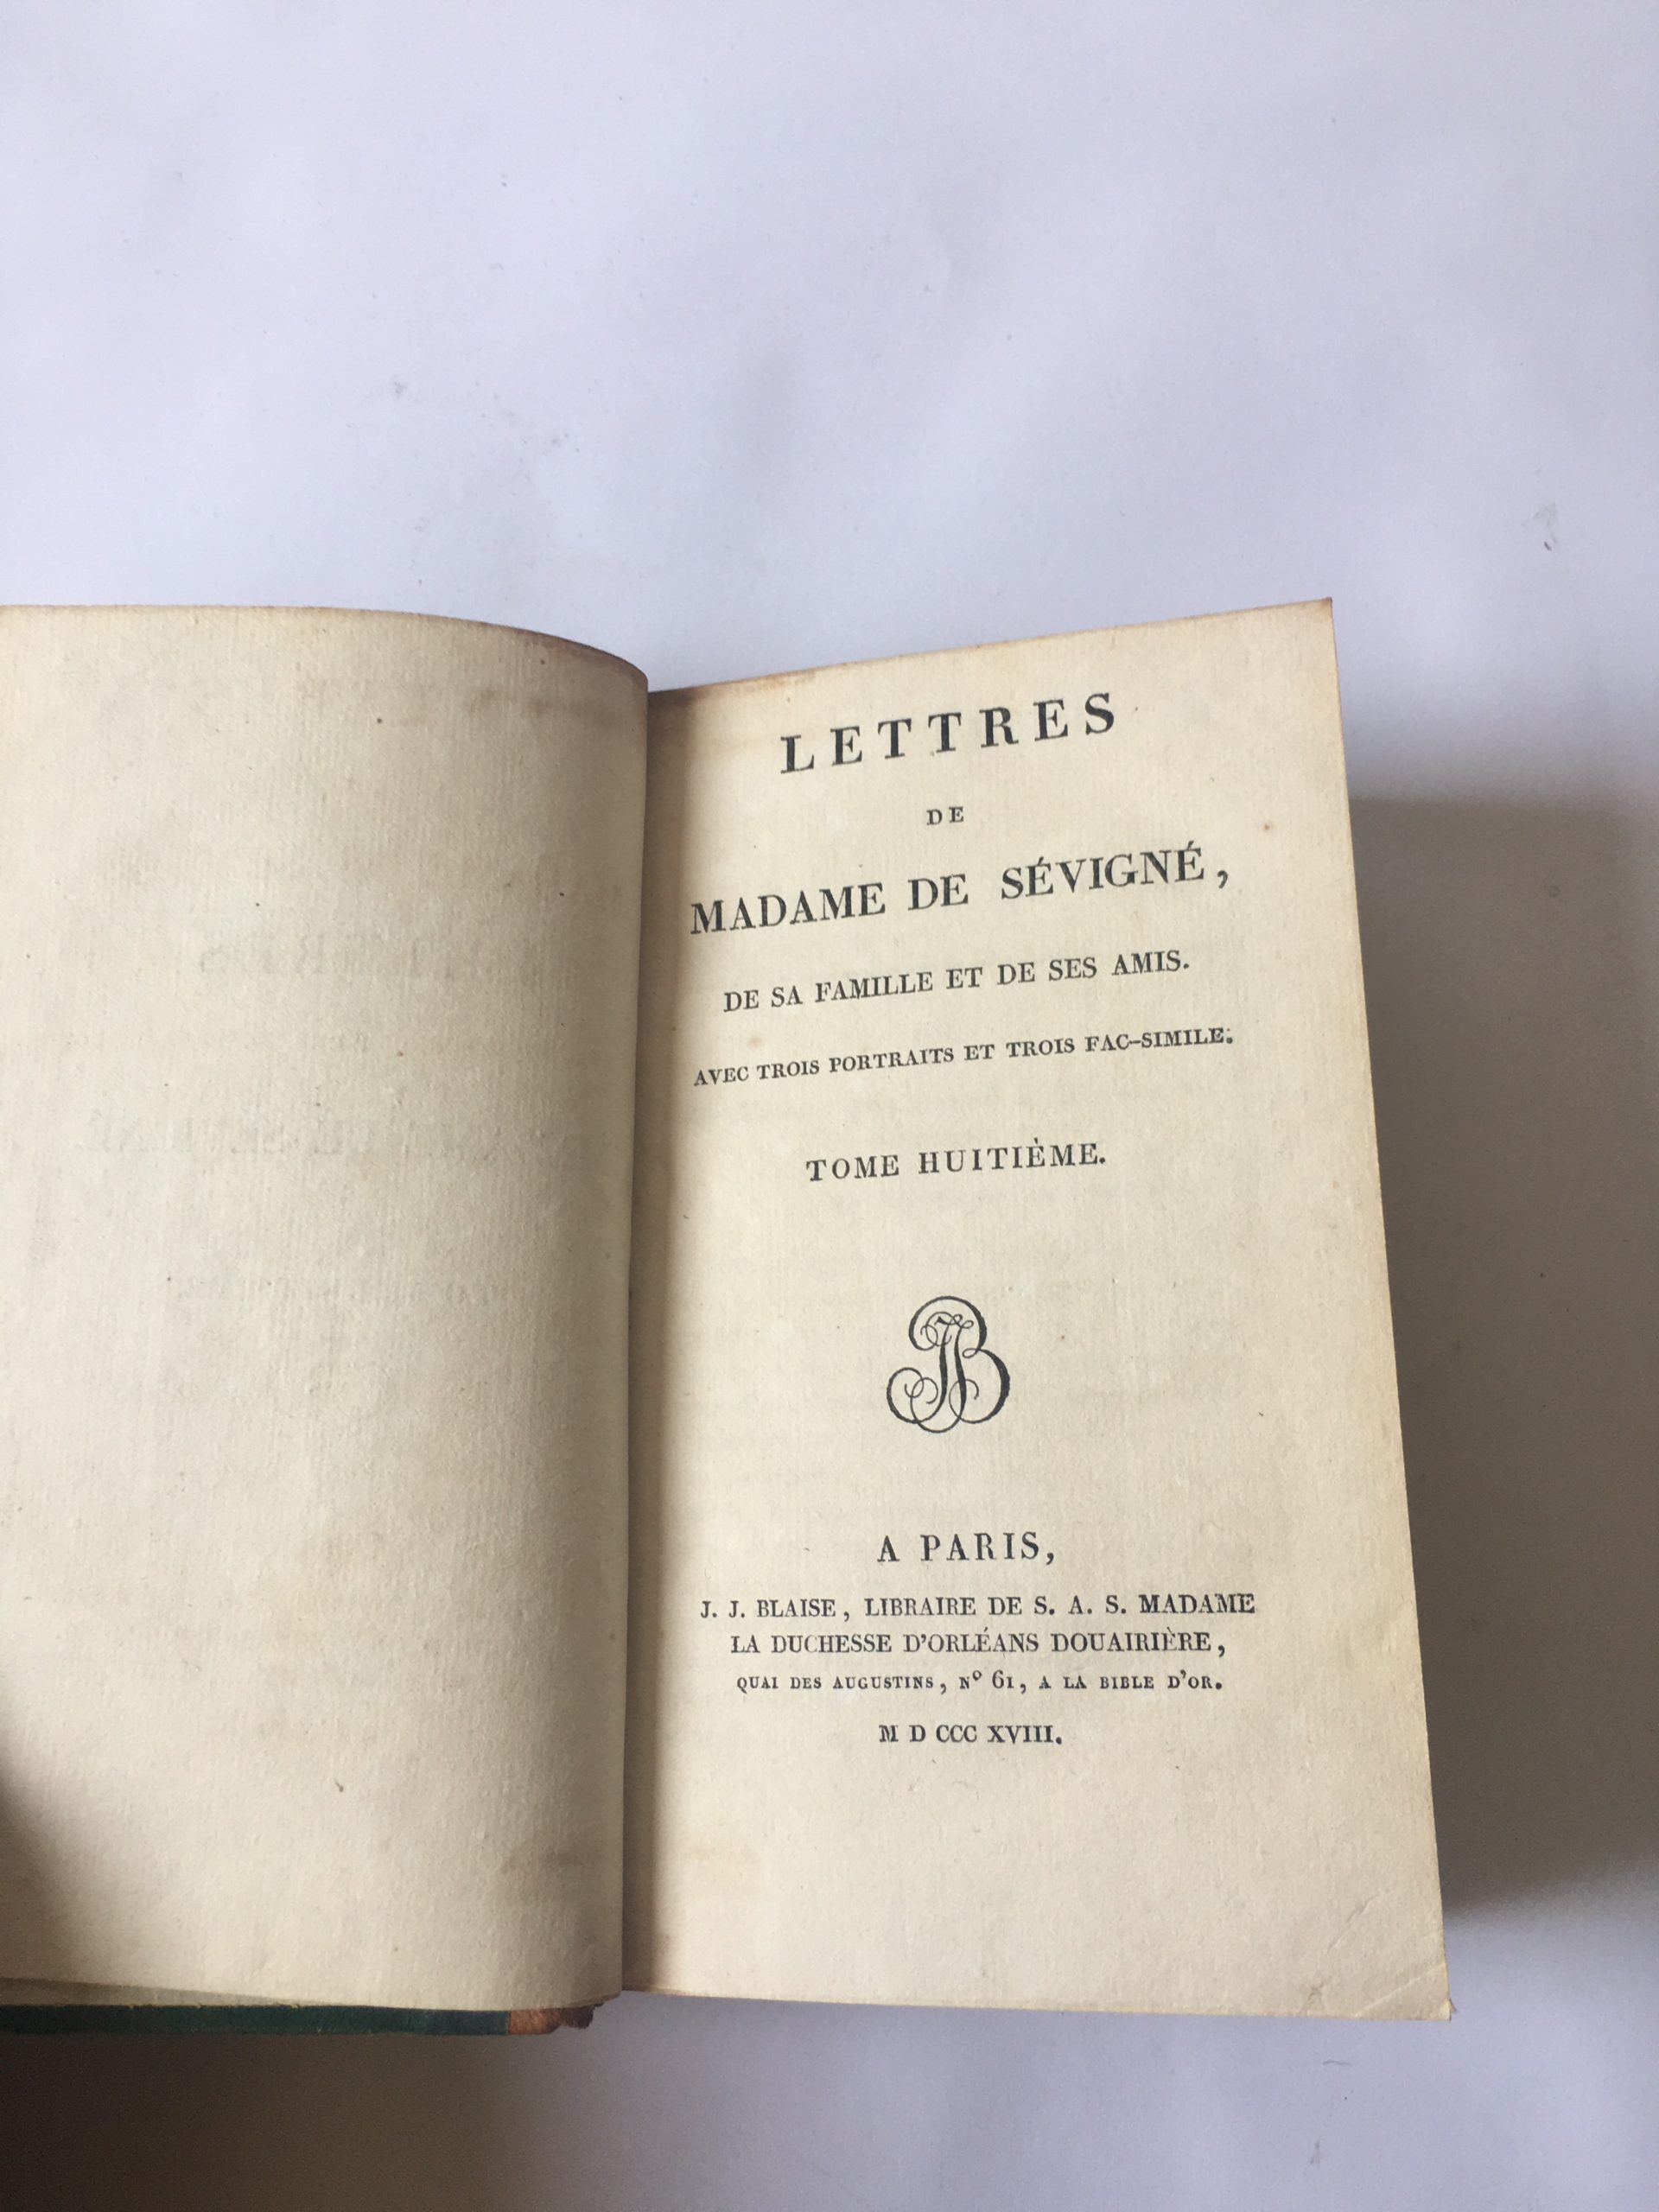 LETTRES
DE
MADAME DE SÉVIGNÉ,
DE SA FAMILLE ET DE SES AMIS.
AVEC TROIS PORTRAITS ET TROIS FAC-SIMILE.
TOME HUITIÈME.
JJB
A PARIS,
J. J. BLAISE, LIBRAIRE DE S. A. S. MADAME
LA DUCHESSE D'ORLÉANS DOUAIRIÈRE,
QUAI DES AUGUSTINS, Nº 61, A LA BIBLE D'OR.
M D CCC XVIII.